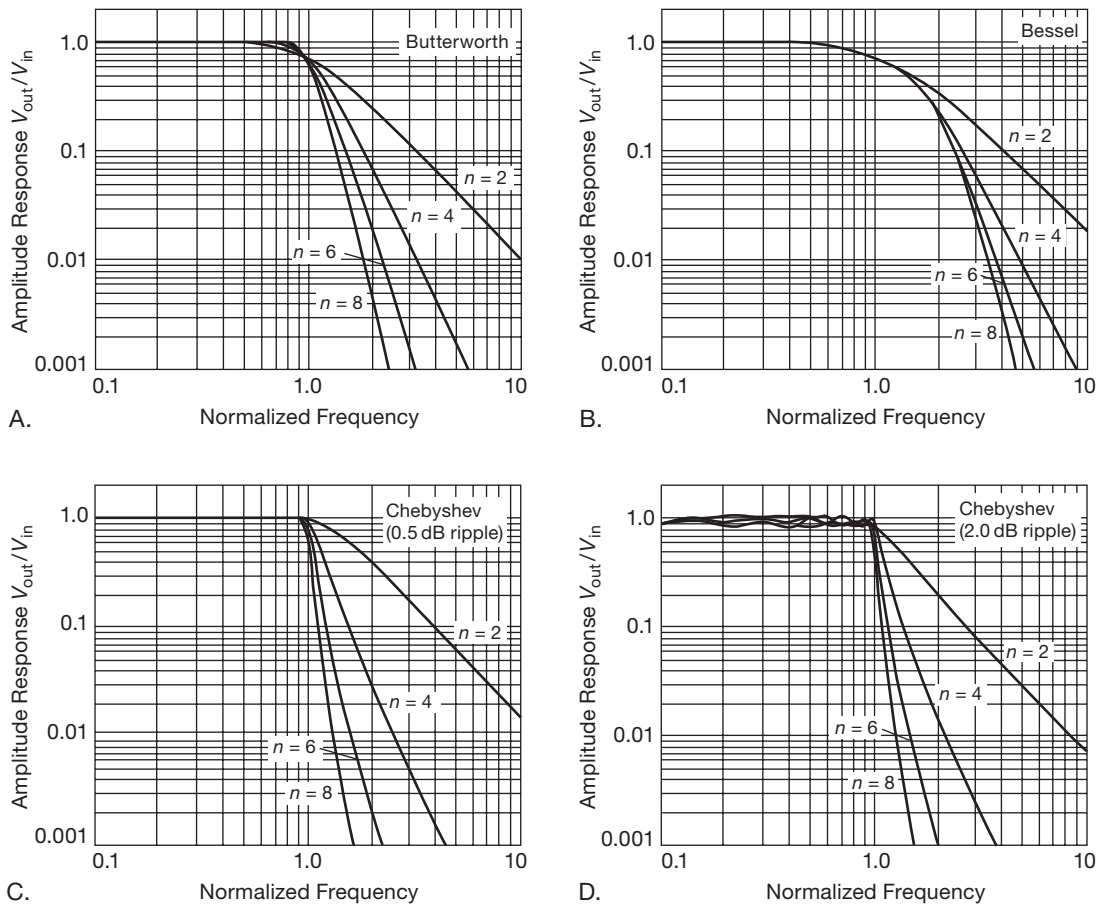 Amplitude Response Vout/Vin
1.0
0.1
0.01
0.001
Butterworth
n = 2
n = 4
n = 6
n = 8
0.1 1.0 10
Normalized Frequency
A.
Amplitude Response Vout/Vin
1.0
0.1
0.01
0.001
Bessel
n = 2
n = 4
n = 6
n = 8
0.1 1.0 10
Normalized Frequency
B.
Amplitude Response Vout/Vin
1.0
0.1
0.01
0.001
Chebyshev
(0.5 dB ripple)
n = 2
n = 4
n = 6
n = 8
0.1 1.0 10
Normalized Frequency
C.
Amplitude Response Vout/Vin
1.0
0.1
0.01
0.001
Chebyshev
(2.0 dB ripple)
n = 2
n = 4
n = 6
n = 8
0.1 1.0 10
Normalized Frequency
D.